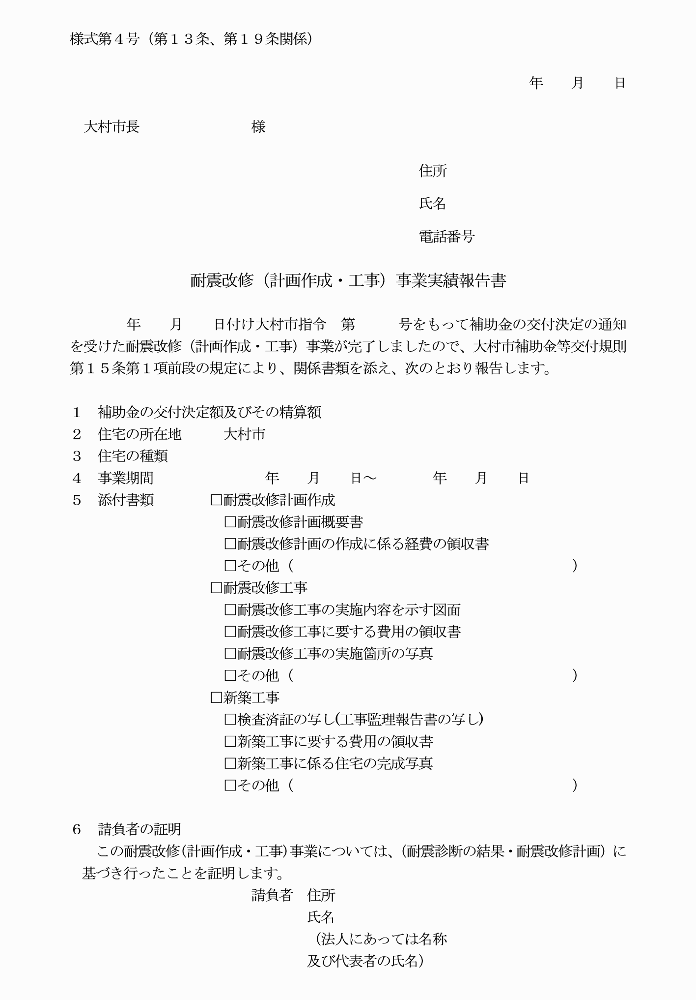 様式第４号（第１３条、第１９条関係）
年　　月　　日
大村市長　　　　　　　　様
住所
氏名
電話番号
耐震改修（計画作成・工事）事業実績報告書
年　　月　　日付け大村市指令　第　　　号をもって補助金の交付決定の通知
を受けた耐震改修（計画作成・工事）事業が完了しましたので、大村市補助金等交付規則
第１５条第１項前段の規定により、関係書類を添え、次のとおり報告します。
１　補助金の交付決定額及びその精算額
２　住宅の所在地　　　大村市
３　住宅の種類
４　事業期間　　　　　　　　年　　月　　日～　　　　年　　月　　日
５　添付書類　　　　□耐震改修計画作成
□耐震改修計画概要書
□耐震改修計画の作成に係る経費の領収書
□その他（　　　　　　　　　　　　　　　　　　　　）
□耐震改修工事
□耐震改修工事の実施内容を示す図面
□耐震改修工事に要する費用の領収書
□耐震改修工事の実施箇所の写真
□その他（　　　　　　　　　　　　　　　　　　　　）
□新築工事
□検査済証の写し(工事監理報告書の写し)
□新築工事に要する費用の領収書
□新築工事に係る住宅の完成写真
□その他（　　　　　　　　　　　　　　　　　　　　）
６　請負者の証明
この耐震改修（計画作成・工事）事業については、（耐震診断の結果・耐震改修計画）に
基づき行ったことを証明します。
請負者　住所
氏名
（法人にあっては名称
及び代表者の氏名）